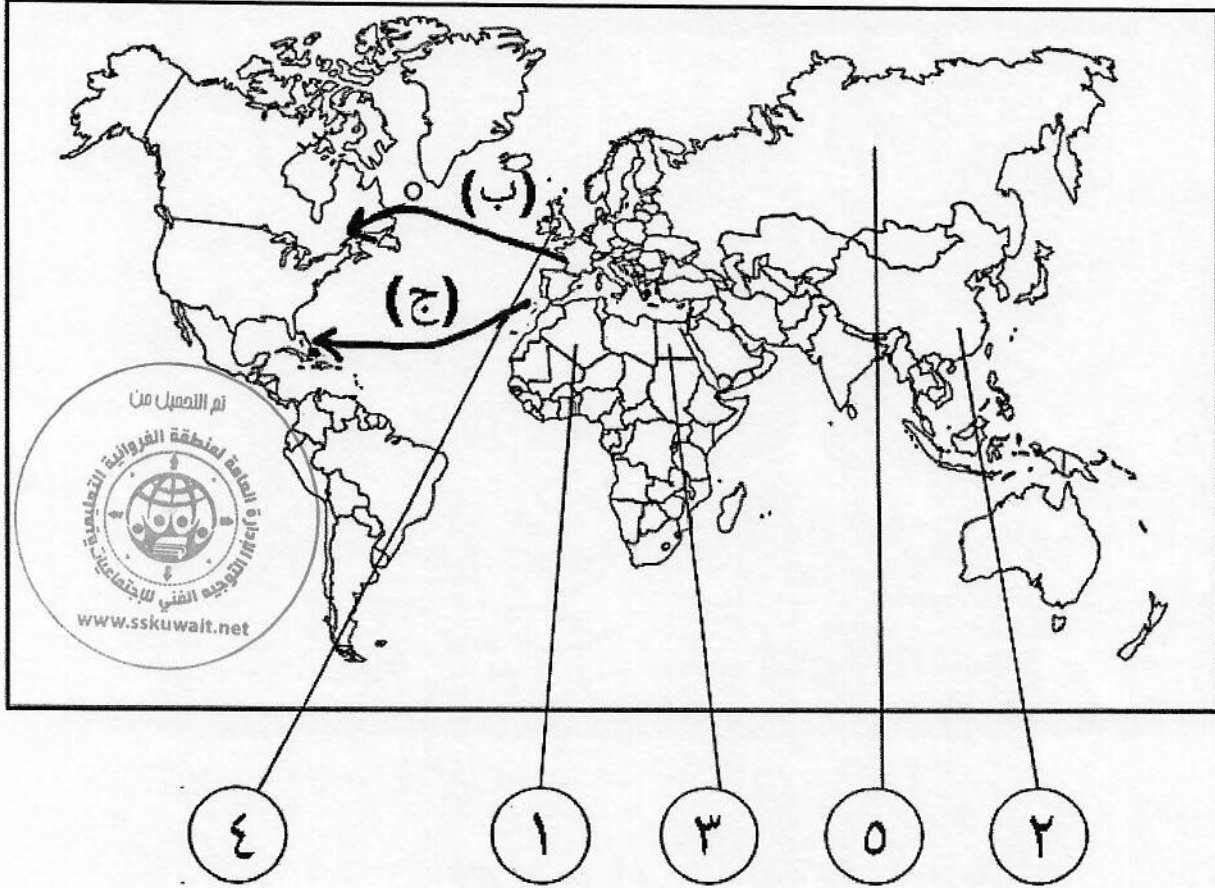 (ب)
(ج)
تم التحميل من
الإدارة العامة لمنطقة الفروانية التعليمية
التوجيه الفني للاجتماعيات
www.sskuwait.net
٤
١
٣
٥
٢